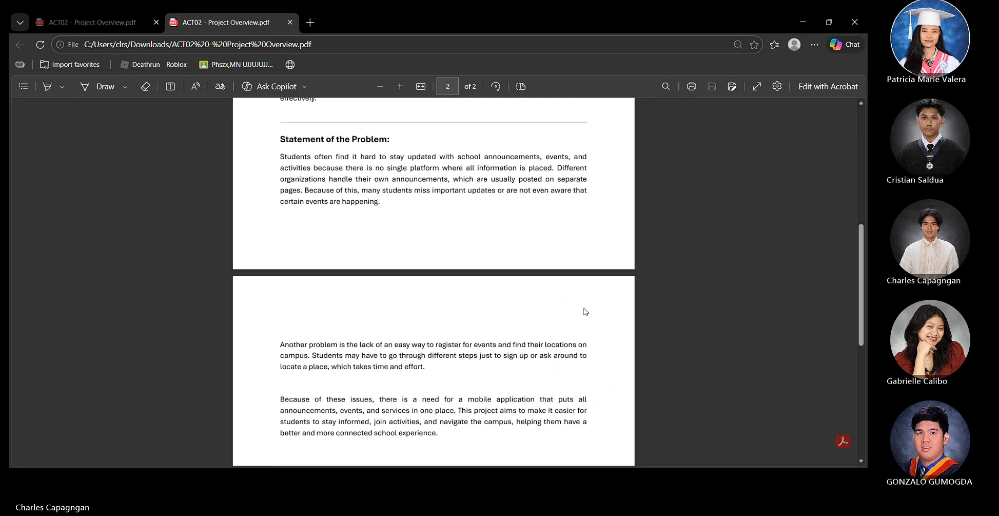 ACT02 - Project Overview.pdf
ACT02 - Project Overview.pdf
File C:/Users/clrs/Downloads/ACT02%20-%20Project%20Overview.pdf
Chat
Import favorites
Deathrun - Roblox
Phszx,MN UJJUJUJJ...
Draw
Ask Copilot
2 of 2
Edit with Acrobat
effectively.
Statement of the Problem:
Students often find it hard to stay updated with school announcements, events, and
activities because there is no single platform where all information is placed. Different
organizations handle their own announcements, which are usually posted on separate
pages. Because of this, many students miss important updates or are not even aware that
certain events are happening.
Another problem is the lack of an easy way to register for events and find their locations on
campus. Students may have to go through different steps just to sign up or ask around to
locate a place, which takes time and effort.
Because of these issues, there is a need for a mobile application that puts all
announcements, events, and services in one place. This project aims to make it easier for
students to stay informed, join activities, and navigate the campus, helping them have a
better and more connected school experience.
Patricia Marie Valera
Cristian Saldua
Charles Capagngan
Gabrielle Calibo
GONZALO GUMOGDA
Charles Capagngan